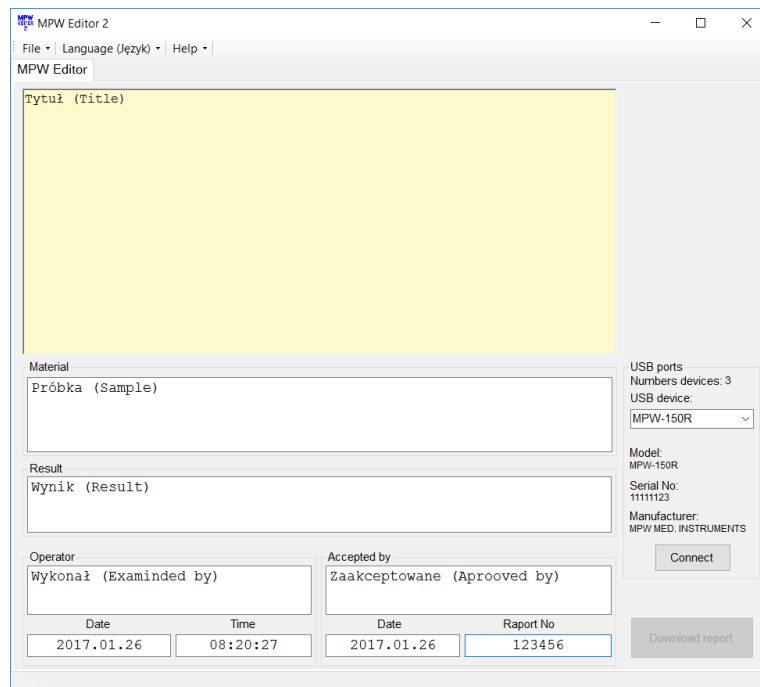 MPW EDITOR 2 MPW Editor 2
File Language (Język) Help
MPW Editor
Tytuł (Title)
Material
Próbka (Sample)
Result
Wynik (Result)
Operator
Wykonał (Examinded by)
Date Time
2017.01.26 08:20:27
Accepted by
Zaakceptowane (Aprooved by)
Date Raport No
2017.01.26 123456
USB ports
Numbers devices: 3
USB device:
MPW-150R
Model:
MPW-150R
Serial No:
11111123
Manufacturer:
MPW MED. INSTRUMENTS
Connect
Download report